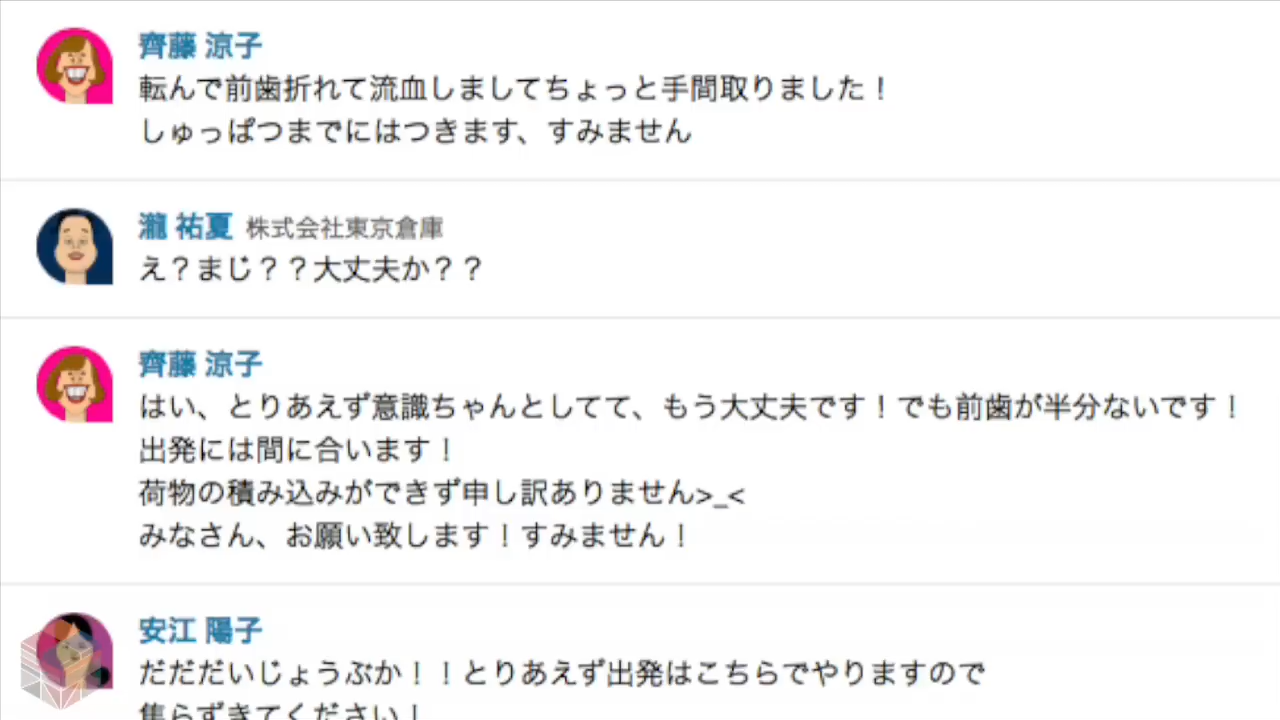 齊藤 涼子
転んで前歯折れて流血しましてちょっと手間取りました！
しゅっぱつまでにはつきます、すみません
瀧 祐夏 株式会社東京倉庫
え？まじ？？大丈夫か？？
齊藤 涼子
はい、とりあえず意識ちゃんとしてて、もう大丈夫です！でも前歯が半分ないです！
出発には間に合います！
荷物の積み込みができず申し訳ありません>_<
みなさん、お願い致します！すみません！
安江 陽子
だだだいじょうぶか！！とりあえず出発はこちらでやりますので
焦らずきてください！